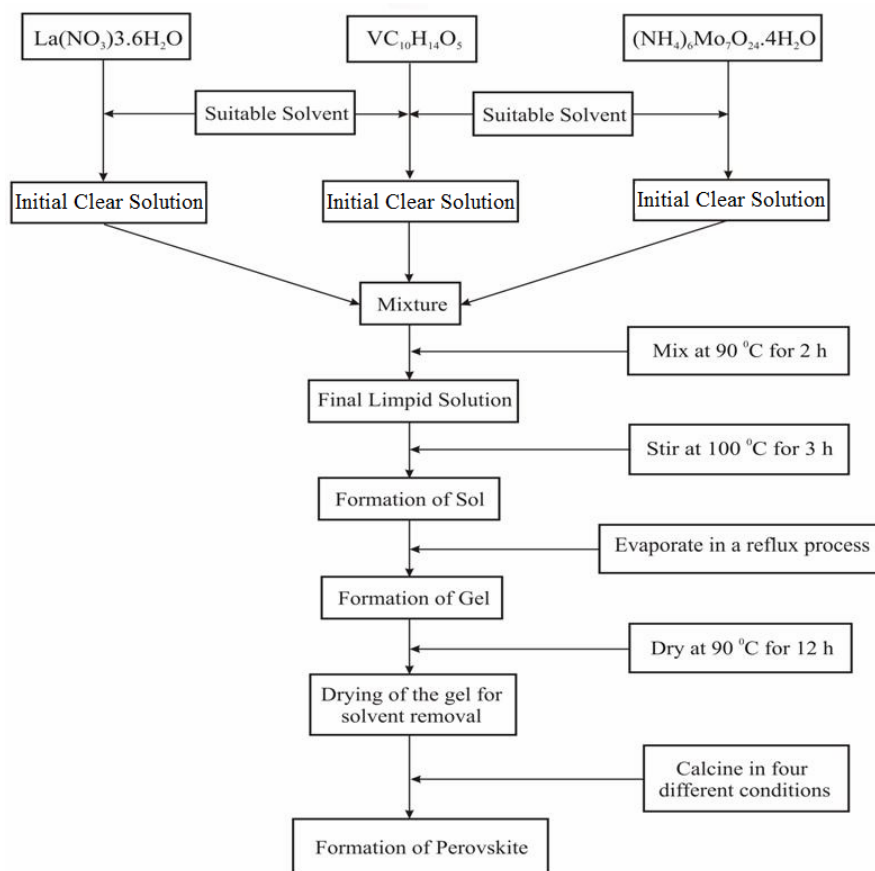 La(NO₃)3.6H₂O
VC₁₀H₁₄O₅
(NH₄)₆Mo₇O₂₄.4H₂O
Suitable Solvent
Suitable Solvent
Initial Clear Solution
Initial Clear Solution
Initial Clear Solution
Mixture
Mix at 90 ⁰C for 2 h
Final Limpid Solution
Stir at 100 ⁰C for 3 h
Formation of Sol
Evaporate in a reflux process
Formation of Gel
Dry at 90 ⁰C for 12 h
Drying of the gel for
solvent removal
Calcine in four
different conditions
Formation of Perovskite